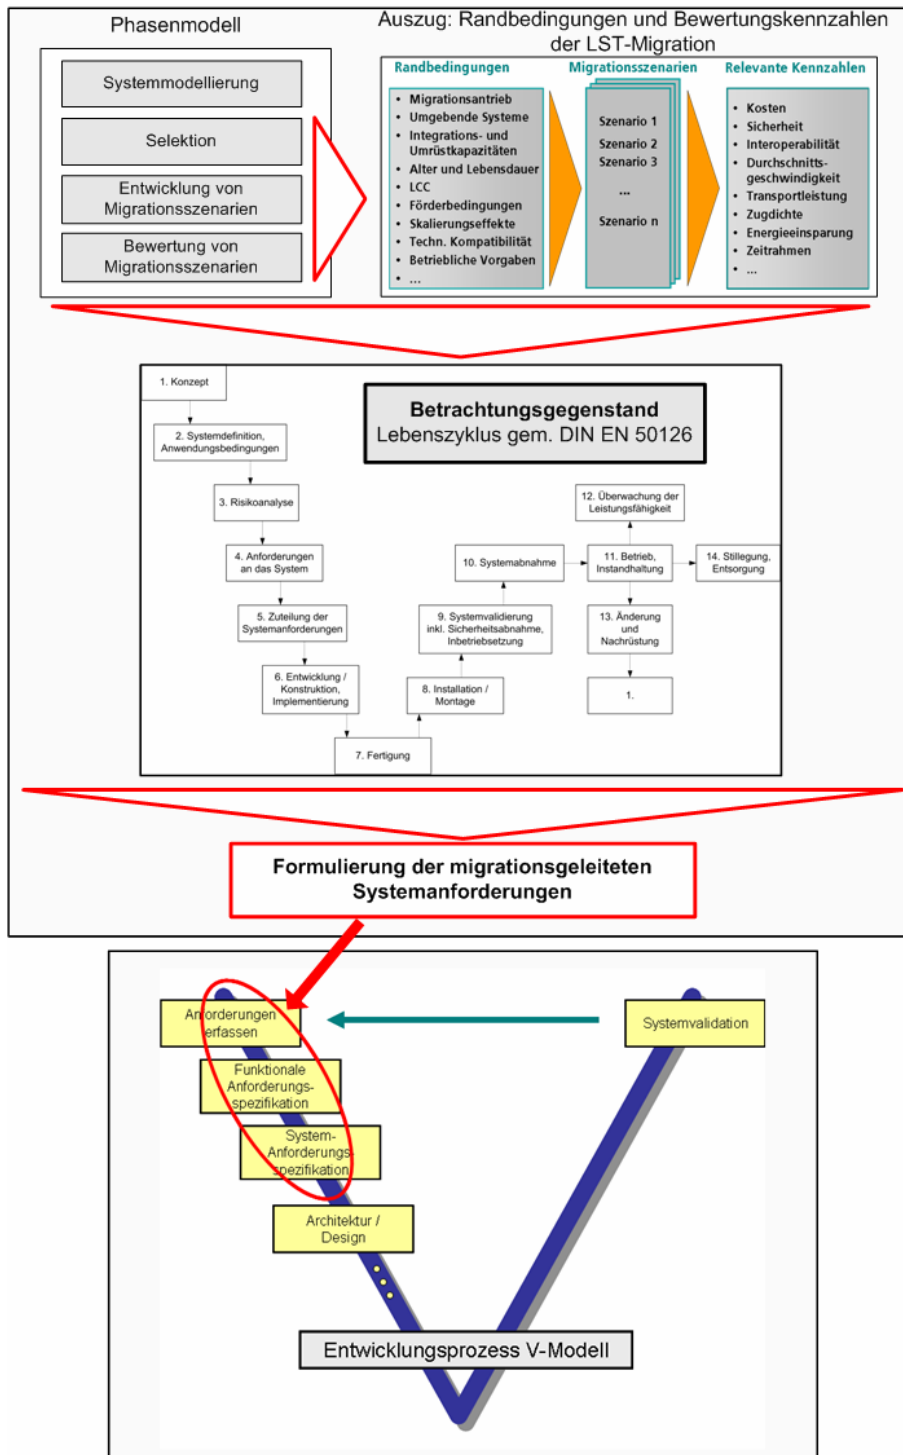 Phasenmodell
Systemmodellierung
Selektion
Entwicklung von
Migrationsszenarien
Bewertung von
Migrationsszenarien
Auszug: Randbedingungen und Bewertungskennzahlen
der LST-Migration
Randbedingungen
• Migrationsantrieb
• Umgebende Systeme
• Integrations- und
Umrüstkapazitäten
• Alter und Lebensdauer
• LCC
• Förderbedingungen
• Skalierungseffekte
• Techn. Kompatibilität
• Betriebliche Vorgaben
• ...
Migrationsszenarien
Szenario 1
Szenario 2
Szenario 3
...
Szenario n
Relevante Kennzahlen
• Kosten
• Sicherheit
• Interoperabilität
• Durchschnitts-
geschwindigkeit
• Transportleistung
• Zugdichte
• Energieeinsparung
• Zeitrahmen
• ...
Betrachtungsgegenstand
Lebenszyklus gem. DIN EN 50126
1. Konzept
2. Systemdefinition,
Anwendungsbedingungen
3. Risikoanalyse
4. Anforderungen
an das System
5. Zuteilung der
Systemanforderungen
6. Entwicklung /
Konstruktion,
Implementierung
7. Fertigung
8. Installation /
Montage
9. Systemvalidierung
inkl. Sicherheitsabnahme,
Inbetriebsetzung
10. Systemabnahme
11. Betrieb,
Instandhaltung
12. Überwachung der
Leistungsfähigkeit
13. Änderung
und
Nachrüstung
1.
14. Stillegung,
Entsorgung
Formulierung der migrationsgeleiteten
Systemanforderungen
Anforderungen
erfassen
Funktionale
Anforderungs-
spezifikation
System-
Anforderungs-
spezifikation
Architektur /
Design
Systemvalidation
Entwicklungsprozess V-Modell